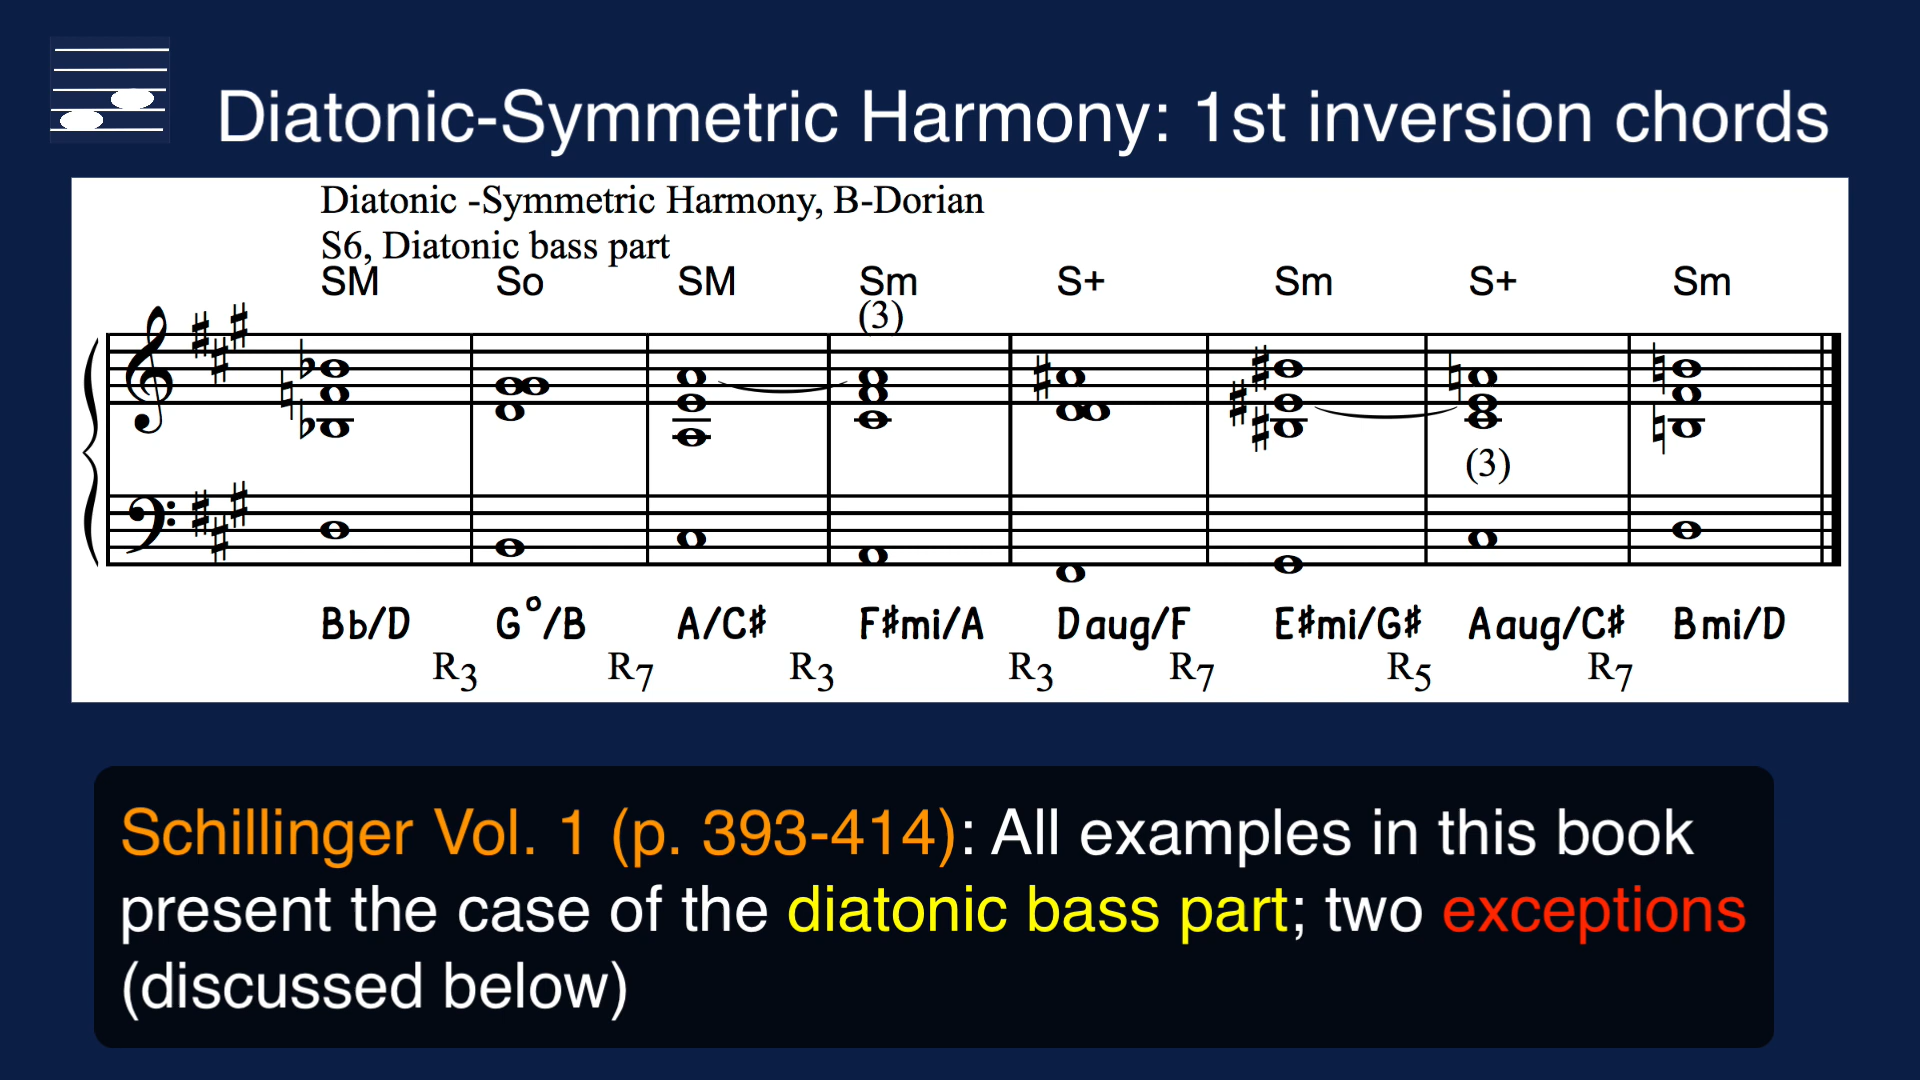 Diatonic-Symmetric Harmony: 1st inversion chords
Diatonic -Symmetric Harmony, B-Dorian
S6, Diatonic bass part
SM So SM Sm S+ Sm S+ Sm
(3)
(3)
Bb/D G°/B A/C♯ F♯mi/A Daug/F E♯mi/G♯ Aaug/C♯ Bmi/D
R3 R7 R3 R3 R7 R5 R7
Schillinger Vol. 1 (p. 393-414): All examples in this book
present the case of the diatonic bass part; two exceptions
(discussed below)